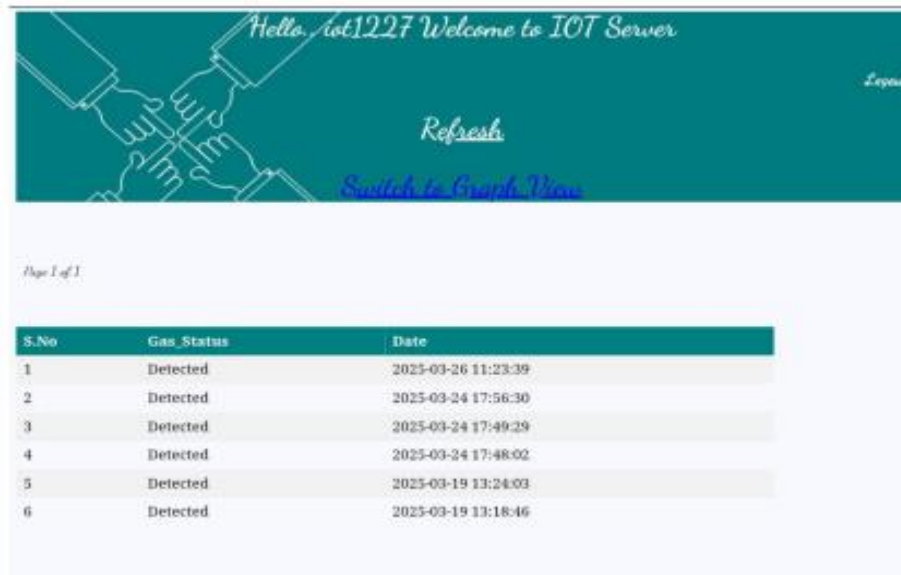 Hello.. iot1227 Welcome to IOT Server
Refresh
Switch to Graph View
Page 1 of 1
S.No Gas_Status Date
1 Detected 2025-03-26 11:23:39
2 Detected 2025-03-24 17:56:30
3 Detected 2025-03-24 17:49:29
4 Detected 2025-03-24 17:48:02
5 Detected 2025-03-19 13:24:03
6 Detected 2025-03-19 13:18:46